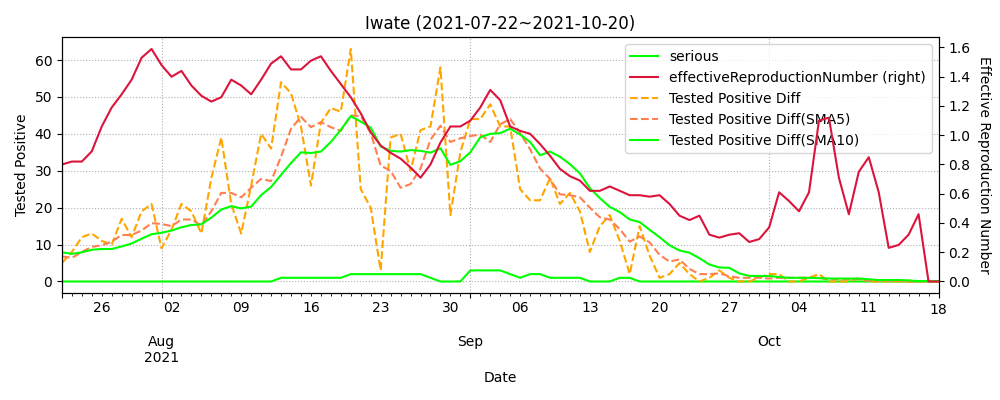 Iwate (2021-07-22~2021-10-20)
60
50
40
30
20
10
0
Tested Positive
1.6
1.4
1.2
1.0
0.8
0.6
0.4
0.2
0.0
Effective Reproduction Number
serious
effectiveReproductionNumber (right)
Tested Positive Diff
Tested Positive Diff(SMA5)
Tested Positive Diff(SMA10)
26 02 09 16 23 30 06 13 20 27 04 11 18
Aug Sep Oct
2021
Date